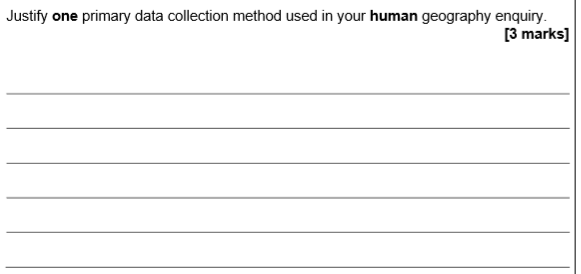 Justify one primary data collection method used in your human geography enquiry.
[3 marks]